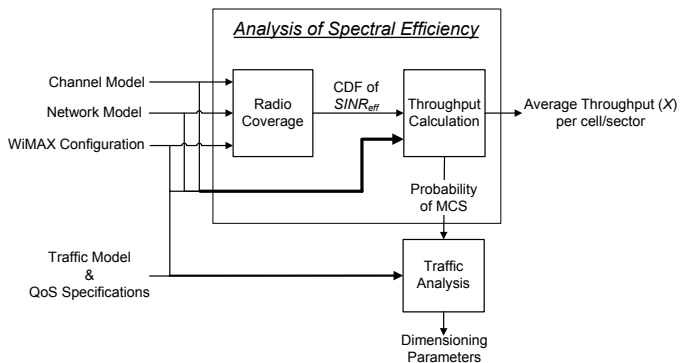 Analysis of Spectral Efficiency
Channel Model
Network Model
WiMAX Configuration
Radio
Coverage
CDF of
SINReff
Throughput
Calculation
Average Throughput (X)
per cell/sector
Probability
of MCS
Traffic Model
&
QoS Specifications
Traffic
Analysis
Dimensioning
Parameters